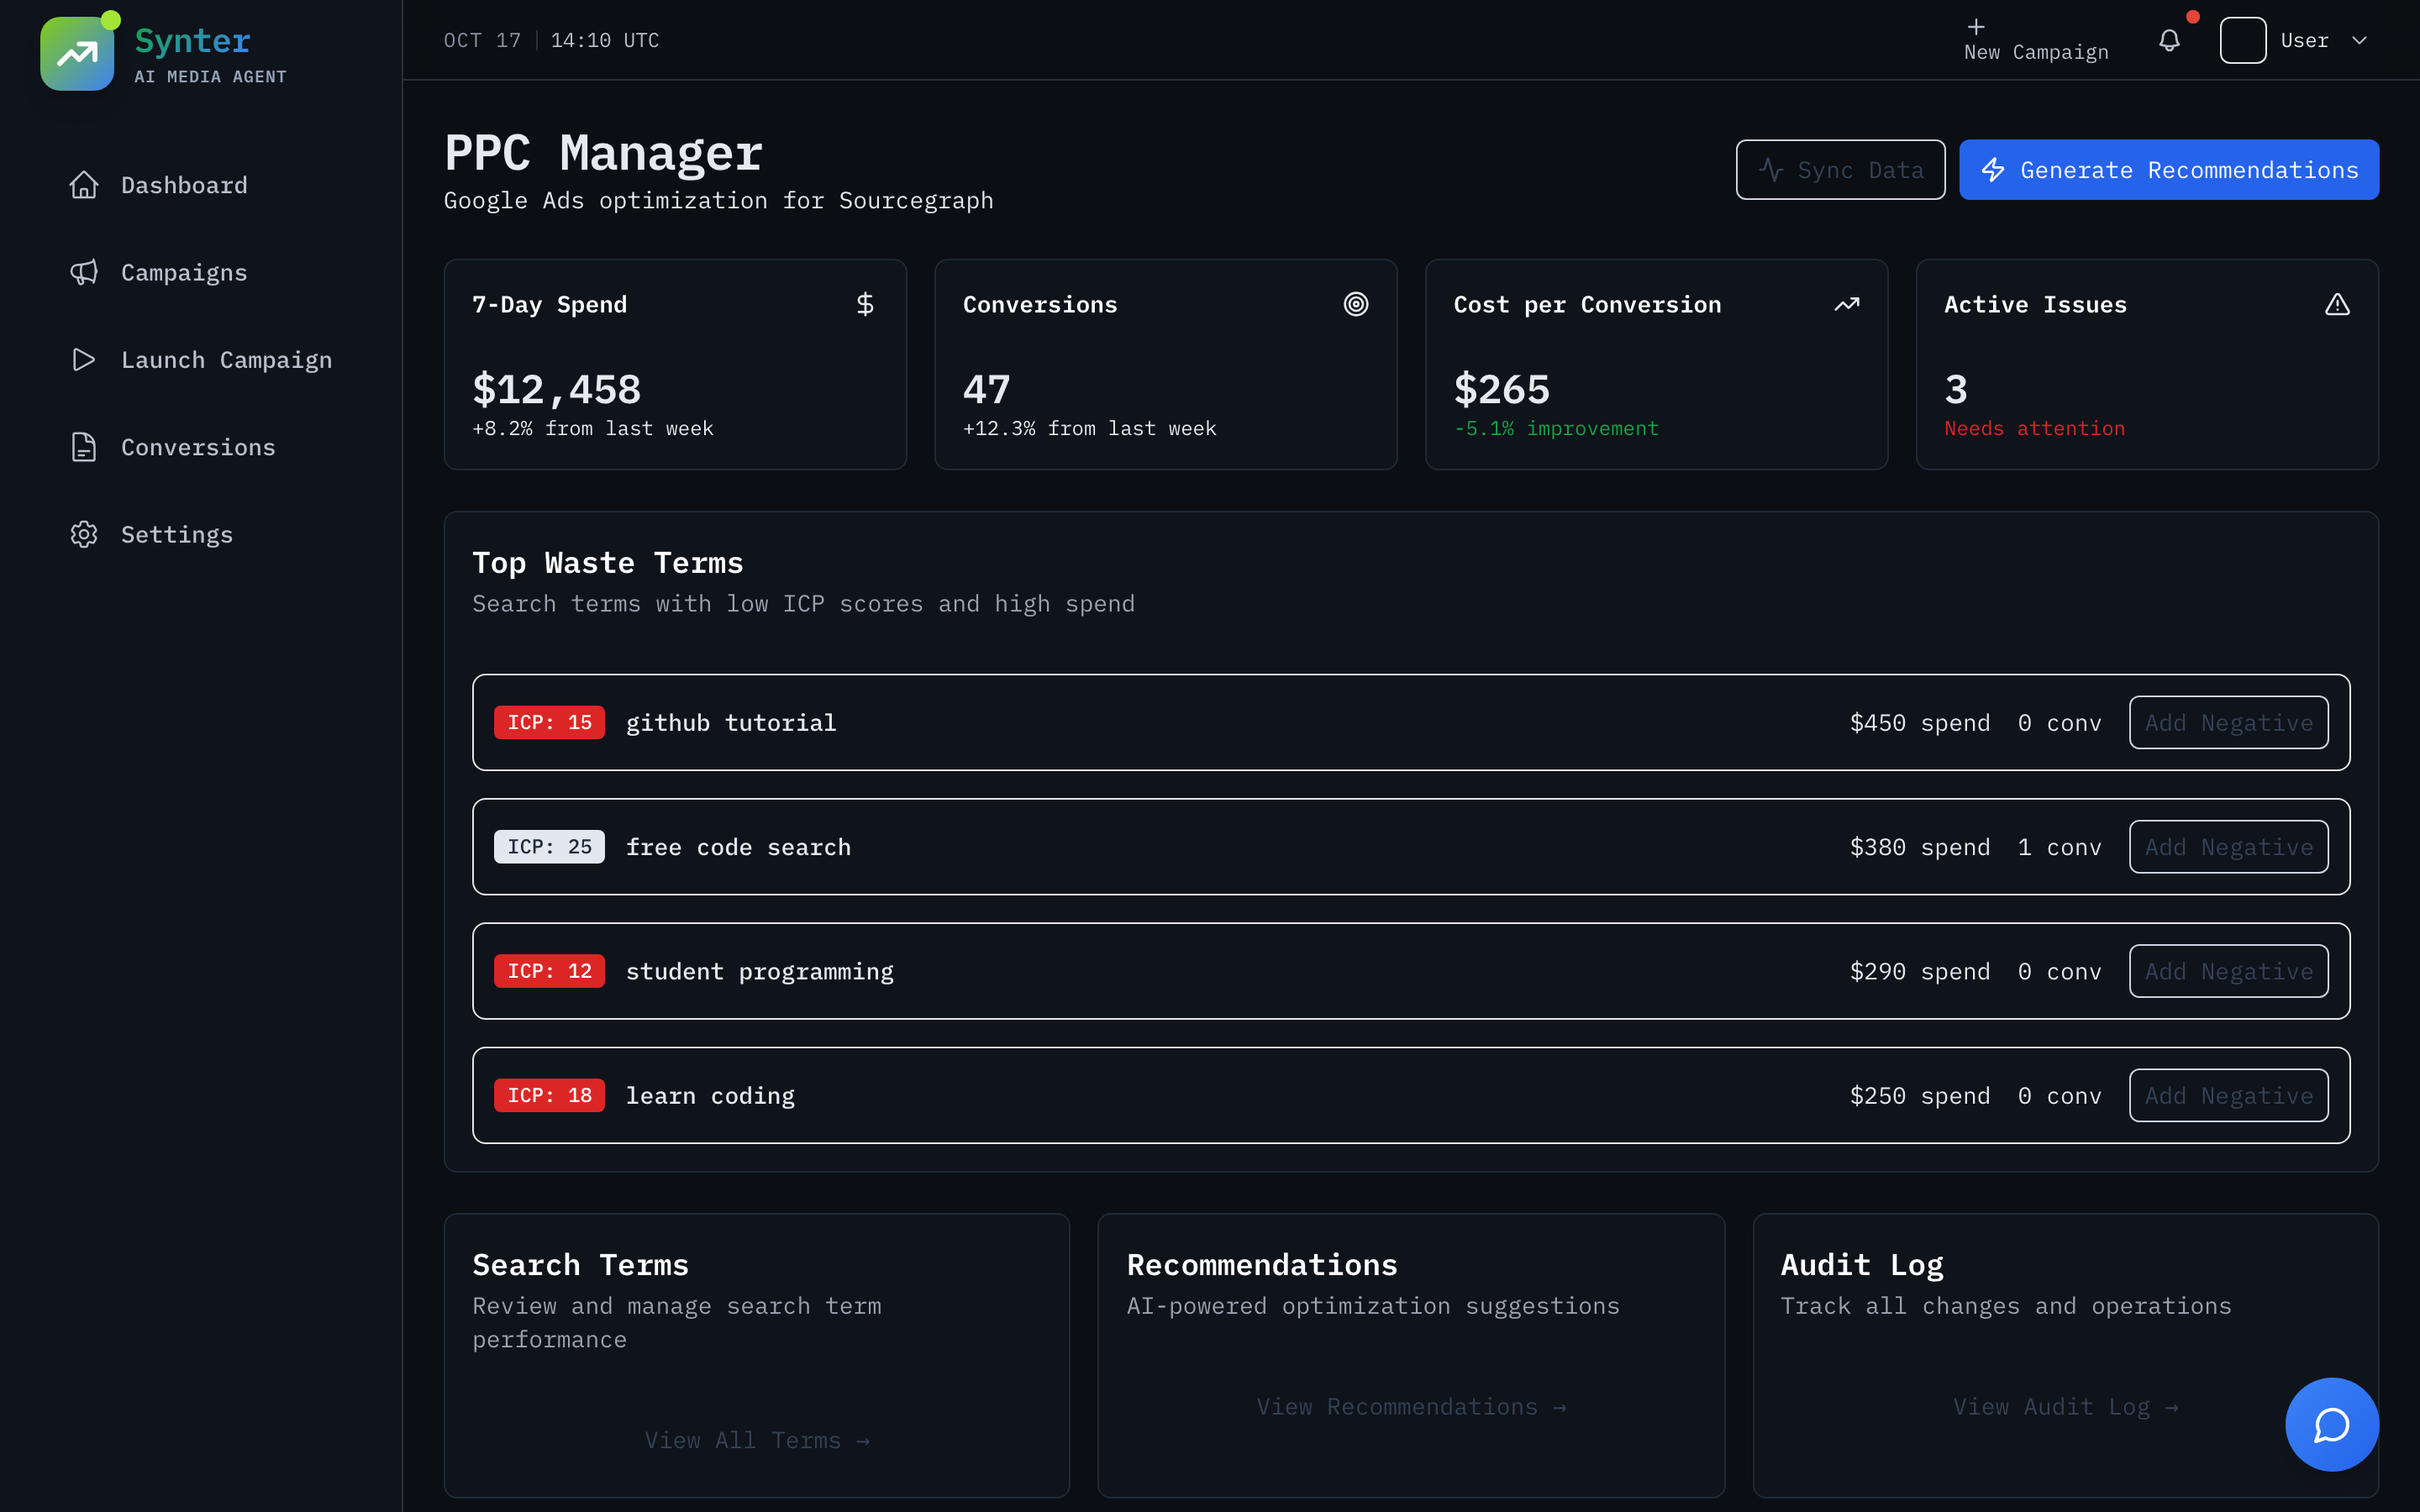 Synter
AI MEDIA AGENT
OCT 17
14:10 UTC
New Campaign
User
Dashboard
Campaigns
Launch Campaign
Conversions
Settings
PPC Manager
Google Ads optimization for Sourcegraph
Sync Data
Generate Recommendations
7-Day Spend
$12,458
+8.2% from last week
Conversions
47
+12.3% from last week
Cost per Conversion
$265
-5.1% improvement
Active Issues
3
Needs attention
Top Waste Terms
Search terms with low ICP scores and high spend
ICP: 15 github tutorial $450 spend 0 conv Add Negative
ICP: 25 free code search $380 spend 1 conv Add Negative
ICP: 12 student programming $290 spend 0 conv Add Negative
ICP: 18 learn coding $250 spend 0 conv Add Negative
Search Terms
Review and manage search term
performance
View All Terms →
Recommendations
AI-powered optimization suggestions
View Recommendations →
Audit Log
Track all changes and operations
View Audit Log →